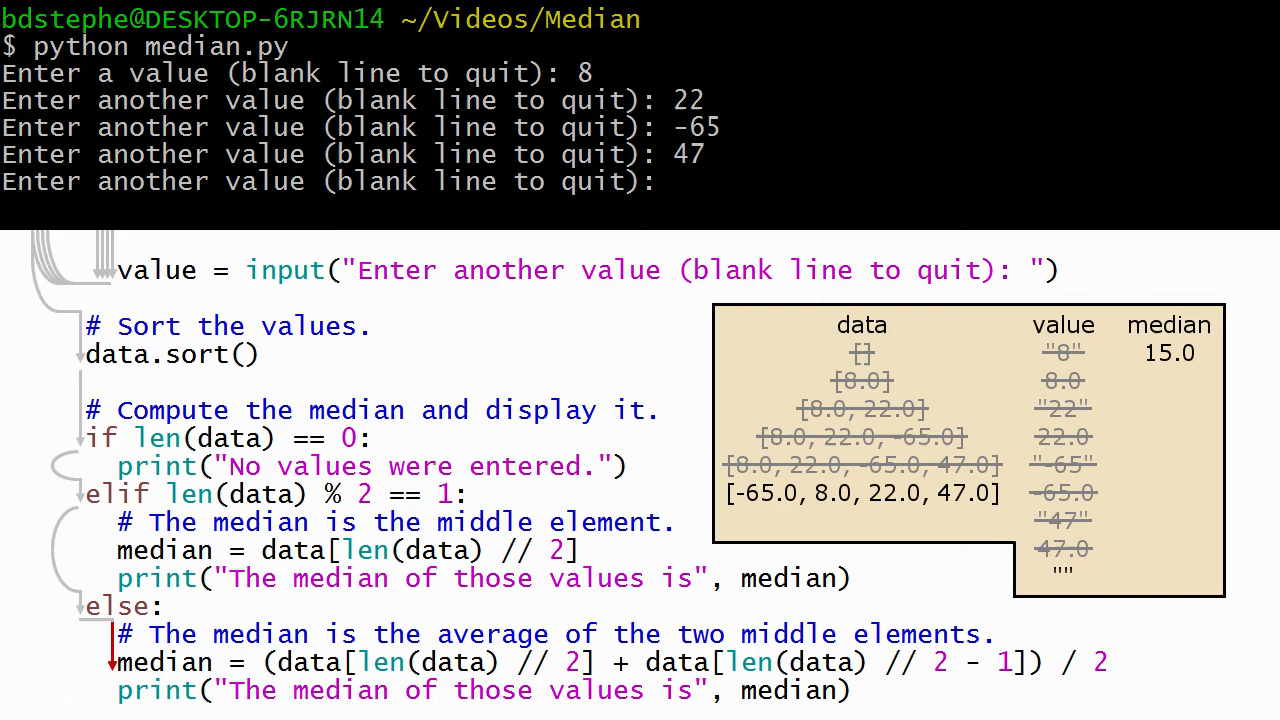 bdstephe@DESKTOP-6RJRN14 ~/Videos/Median
$ python median.py
Enter a value (blank line to quit): 8
Enter another value (blank line to quit): 22
Enter another value (blank line to quit): -65
Enter another value (blank line to quit): 47
Enter another value (blank line to quit):
value = input("Enter another value (blank line to quit): ")
# Sort the values.
data.sort()
# Compute the median and display it.
if len(data) == 0:
print("No values were entered.")
elif len(data) % 2 == 1:
# The median is the middle element.
median = data[len(data) // 2]
print("The median of those values is", median)
else:
# The median is the average of the two middle elements.
median = (data[len(data) // 2] + data[len(data) // 2 - 1]) / 2
print("The median of those values is", median)
data value median
[] "8" 15.0
[8.0] 8.0
[8.0, 22.0] "22"
[8.0, 22.0, -65.0] 22.0
[8.0, 22.0, -65.0, 47.0] "-65"
[-65.0, 8.0, 22.0, 47.0] -65.0
"47"
47.0
""